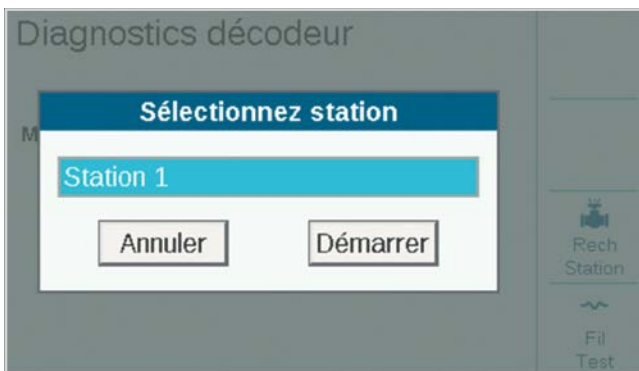 Diagnostics décodeur
M
Sélectionnez station
Station 1
Annuler
Démarrer
Rech
Station
Fil
Test